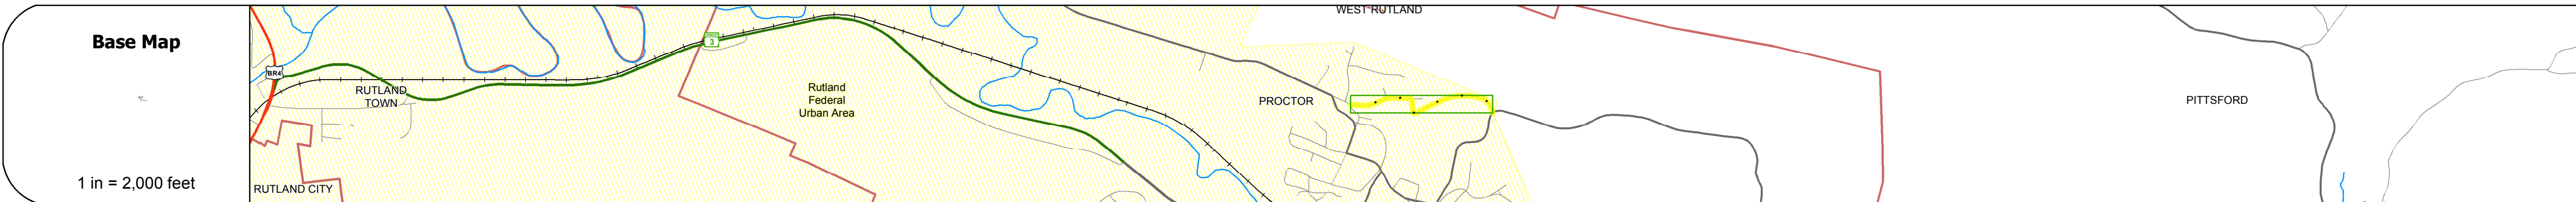 Base Map
1 in = 2,000 feet
BR4
RUTLAND
TOWN
RUTLAND CITY
3
Rutland
Federal
Urban Area
WEST RUTLAND
PROCTOR
PITTSFORD